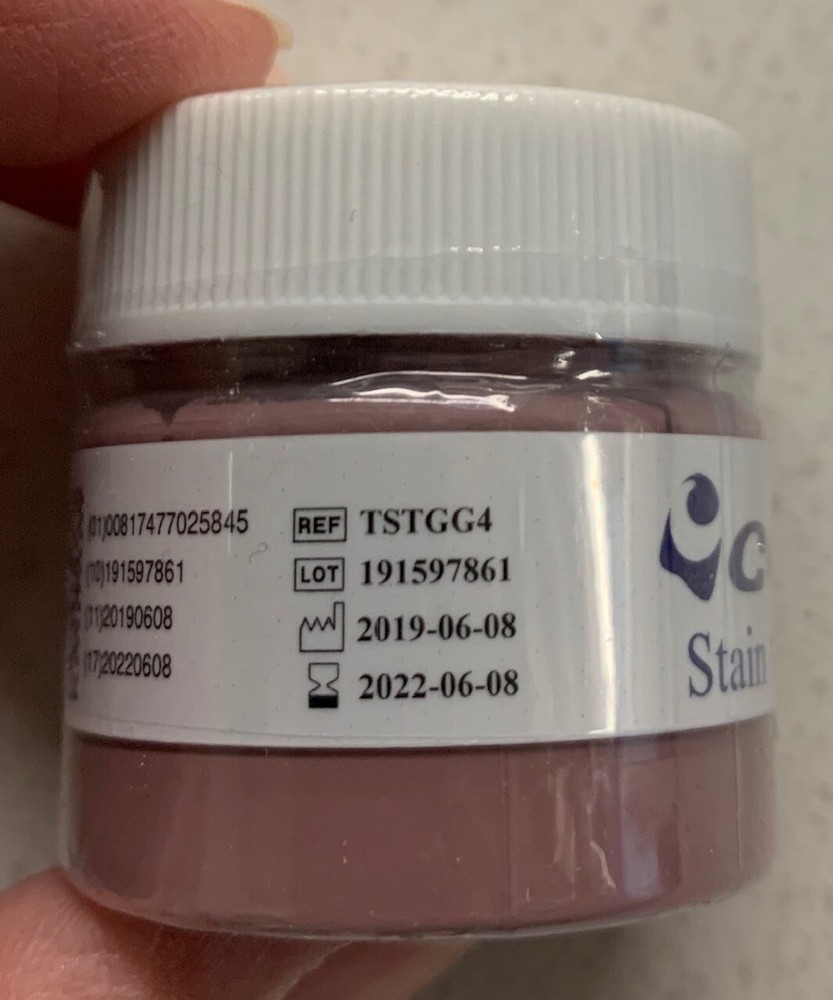 (01)00817477025845
(10)191597861
(11)20190608
(17)20220608
REF TSTGG4
LOT 191597861
2019-06-08
2022-06-08
Stain